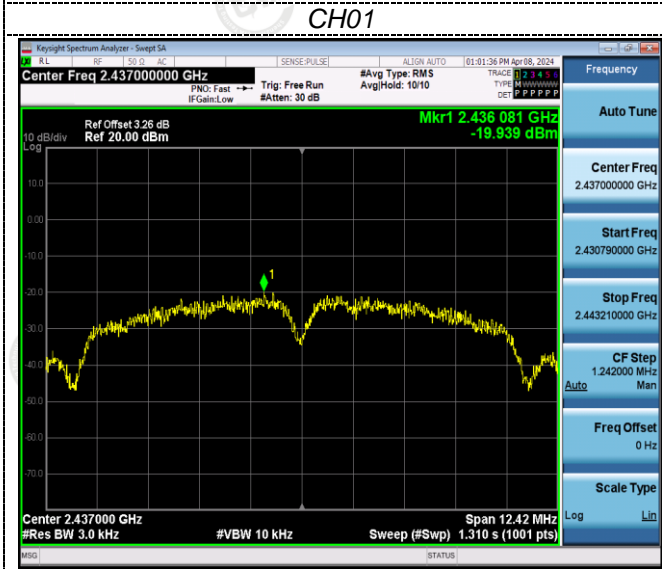 CH01
Keysight Spectrum Analyzer - Swept SA
RL RF 50 Ω AC SENSE:PULSE ALIGN AUTO 01:01:36 PM Apr 08, 2024
Center Freq 2.437000000 GHz
PNO: Fast
IFGain:Low
Trig: Free Run
#Atten: 30 dB
#Avg Type: RMS
Avg|Hold: 10/10
TRACE 1 2 3 4 5 6
TYPE M WWWWW
DET P P P P P P
Frequency
Auto Tune
Center Freq
2.437000000 GHz
Start Freq
2.430790000 GHz
Stop Freq
2.443210000 GHz
CF Step
1.242000 MHz
Auto Man
Freq Offset
0 Hz
Scale Type
Log Lin
Ref Offset 3.26 dB
10 dB/div Ref 20.00 dBm
Log
Mkr1 2.436 081 GHz
-19.939 dBm
10.0
0.00
-10.0
-20.0
-30.0
-40.0
-50.0
-60.0
-70.0
1
Center 2.437000 GHz Span 12.42 MHz
#Res BW 3.0 kHz #VBW 10 kHz Sweep (#Swp) 1.310 s (1001 pts)
MSG STATUS